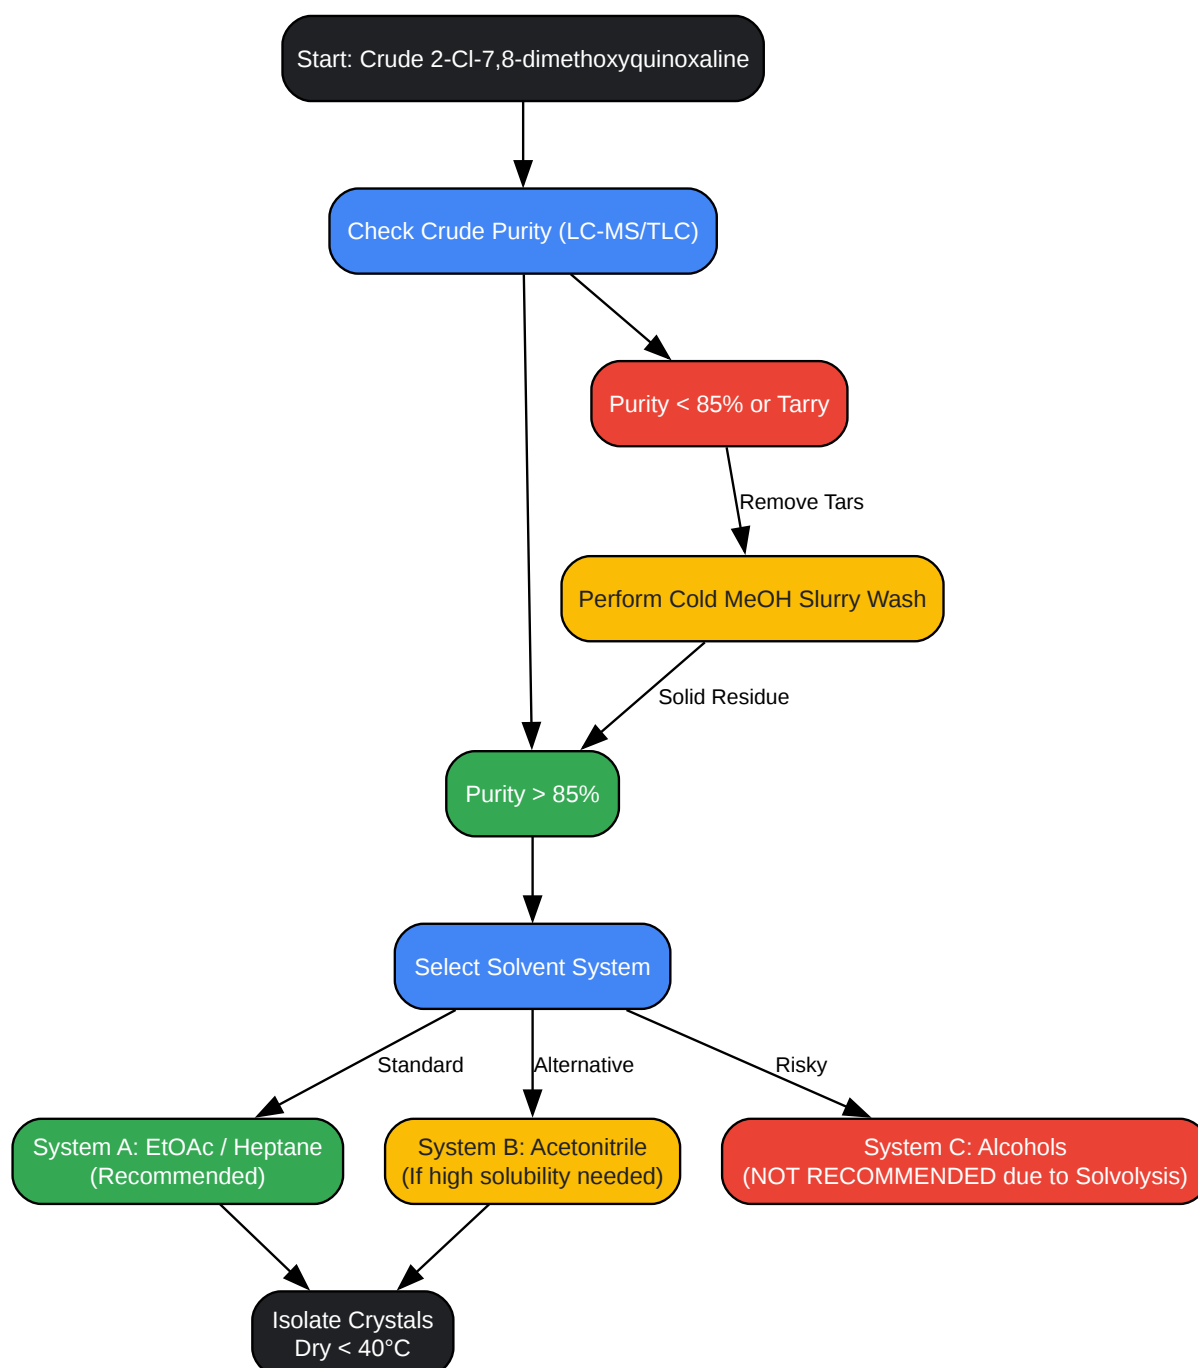 Start: Crude 2-Cl-7,8-dimethoxyquinoxaline
Check Crude Purity (LC-MS/TLC)
Purity < 85% or Tarry
Remove Tars
Perform Cold MeOH Slurry Wash
Solid Residue
Purity > 85%
Select Solvent System
Standard
Alternative
Risky
System A: EtOAc / Heptane
(Recommended)
System B: Acetonitrile
(If high solubility needed)
System C: Alcohols
(NOT RECOMMENDED due to Solvolysis)
Isolate Crystals
Dry < 40°C